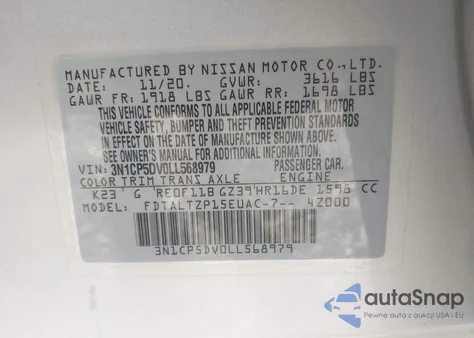 MANUFACTURED BY NISSAN MOTOR CO., LTD.
DATE: 11/20. GVWR: 3616 LBS
GAWR FR: 1918 LBS GAWR RR: 1698 LBS
THIS VEHICLE CONFORMS TO ALL APPLICABLE FEDERAL MOTOR
VEHICLE SAFETY, BUMPER AND THEFT PREVENTION STANDARDS
IN EFFECT ON THE DATE OF MANUFACTURE SHOWN ABOVE.
SEE OWNER'S MANUAL FOR ADDITIONAL INFORMATION
VIN: 3N1CP5DV0LL568979 PASSENGER CAR.
COLOR TRIM TRANS AXLE ENGINE
K23 G RE0F11B GZ39 HR16DE 1598 CC
MODEL: FDTALTZP15EUAC-7-- 4Z000
3N1CP5DV0LL568979
autoSnap
Pewne auta z aukcji USA i EU